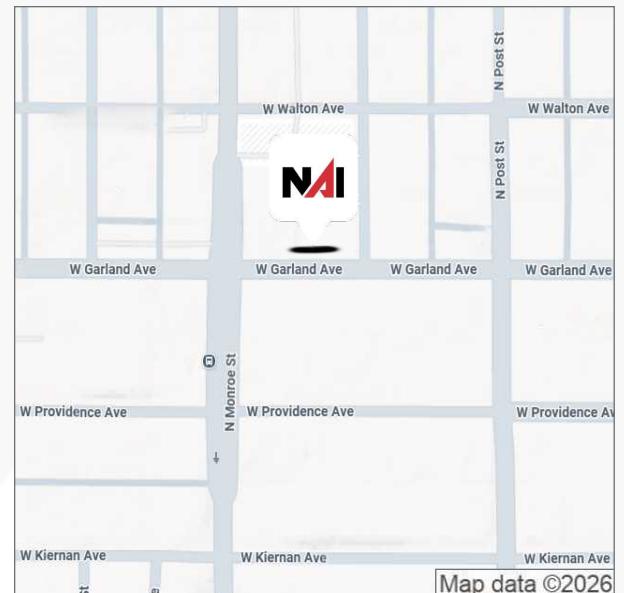 N Post St
W Walton Ave
W Walton Ave
N Post St
NAI
W Garland Ave
W Garland Ave
W Garland Ave
W Garland Ave
N Monroe St
W Providence Ave
W Providence Ave
W Providence Av
W Kiernan Ave
W Kiernan Ave
W Kiernan Ave
st
Map data ©2026